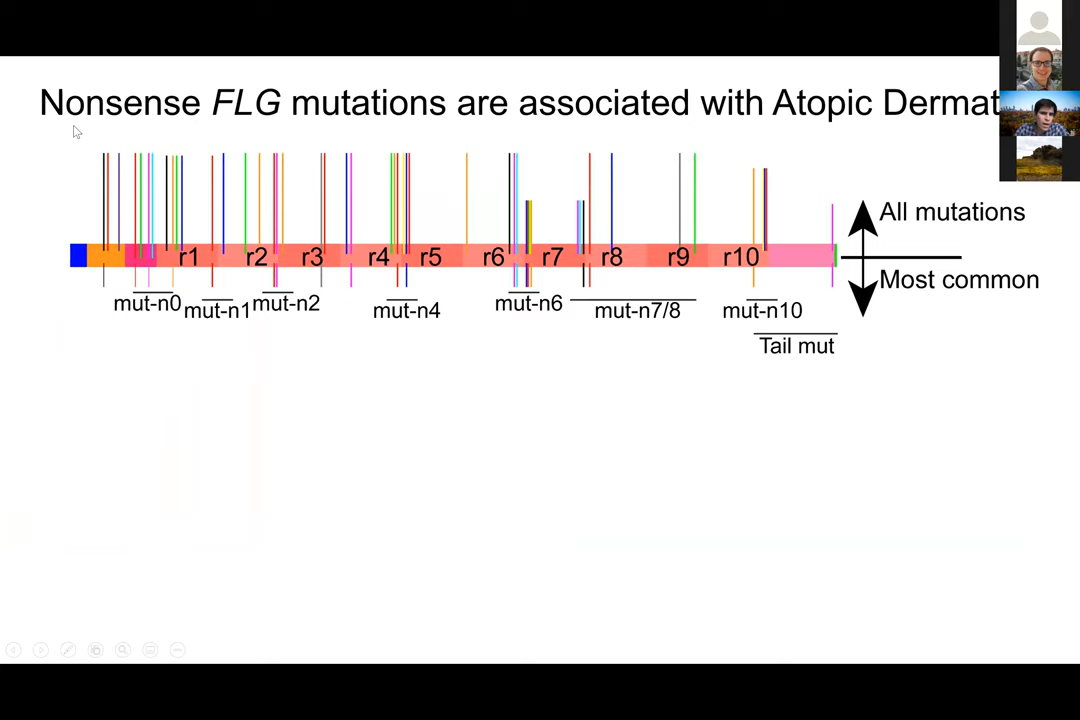 Nonsense FLG mutations are associated with Atopic Dermat
All mutations
r1 r2 r3 r4 r5 r6 r7 r8 r9 r10
Most common
mut-n0 mut-n1 mut-n2 mut-n4 mut-n6 mut-n7/8 mut-n10
Tail mut